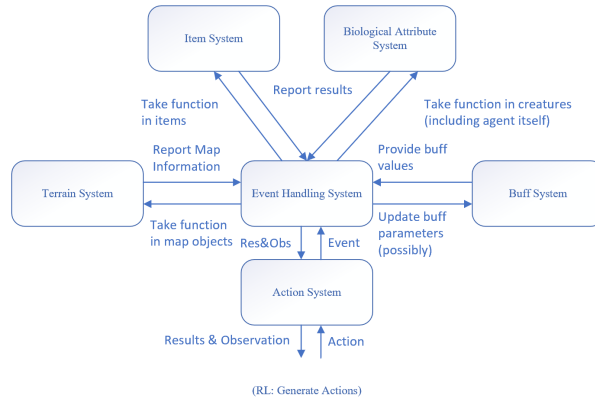 Item System
Biological Attribute
System
Report results
Take function
in items
Take function in creatures
(including agent itself)
Report Map
Information
Provide buff
values
Terrain System
Event Handling System
Buff System
Take function
in map objects
Res&Obs
Event
Update buff
parameters
(possibly)
Action System
Results & Observation
Action
(RL: Generate Actions)